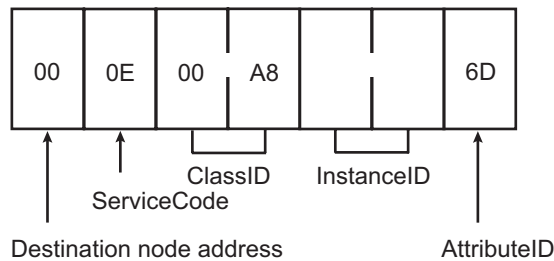 00 0E 00 A8 6D
ClassID InstanceID
ServiceCode
Destination node address AttributeID